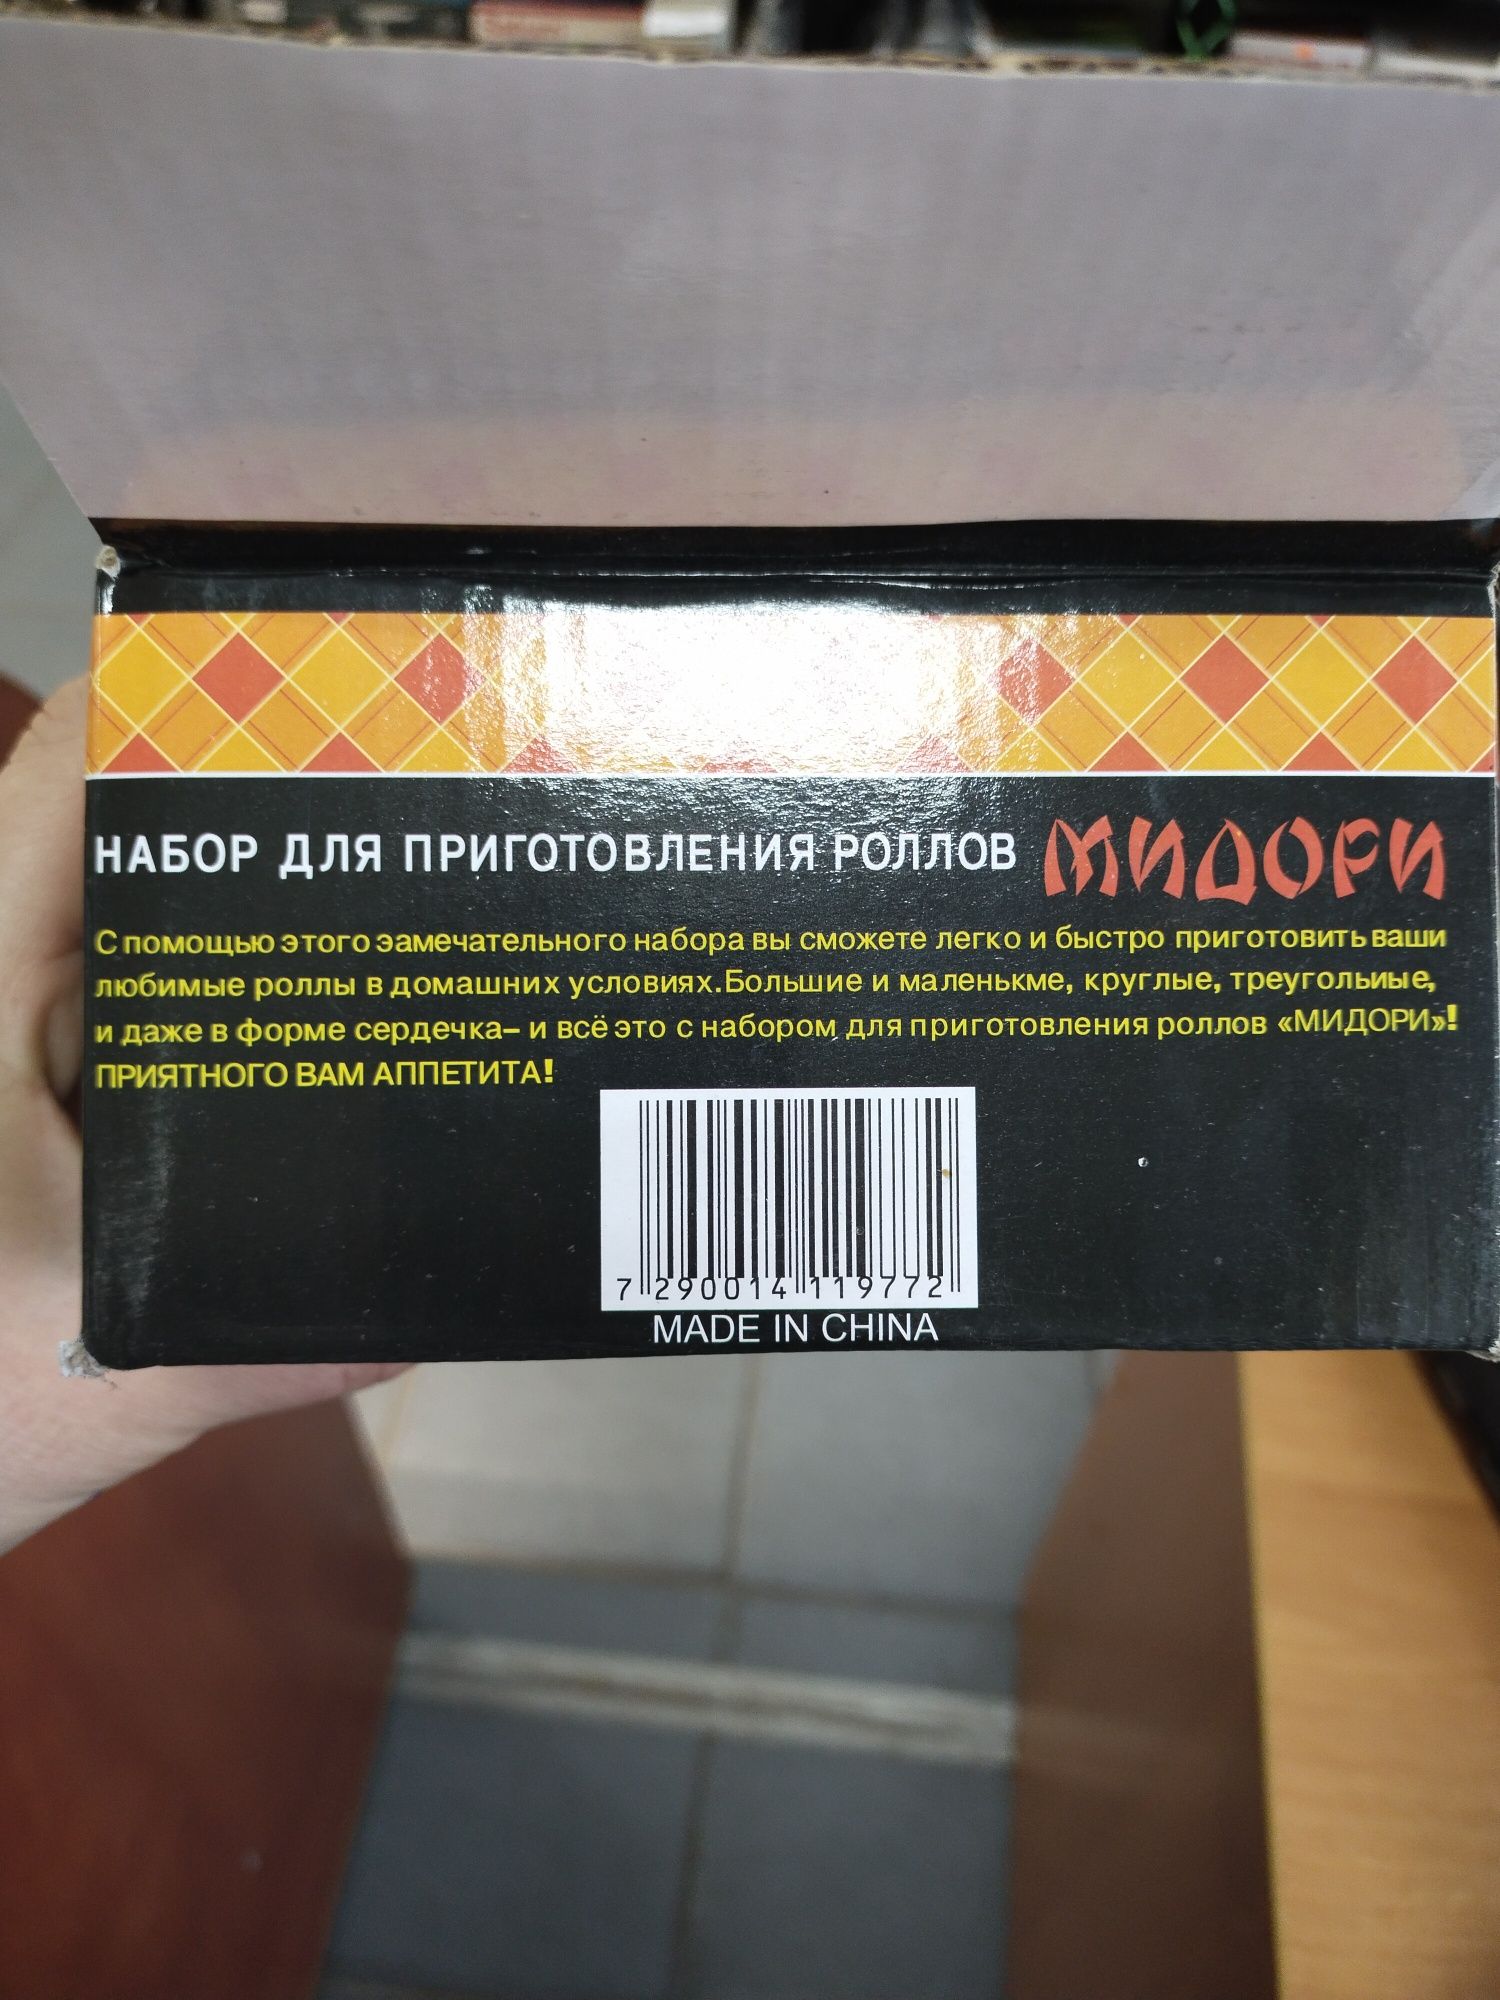 НАБОР ДЛЯ ПРИГОТОВЛЕНИЯ РОЛЛОВ МИДОРИ
С помощью этого замечательного набора вы сможете легко и быстро приготовить ваши
любимые роллы в домашних условиях. Большие и маленькме, круглые, треуголыиые,
и даже в форме сердечка– и всё это с набором для приготовления роллов «МИДОРИ»!
ПРИЯТНОГО ВАМ АППЕТИТА!
7 290014 119772
MADE IN CHINA